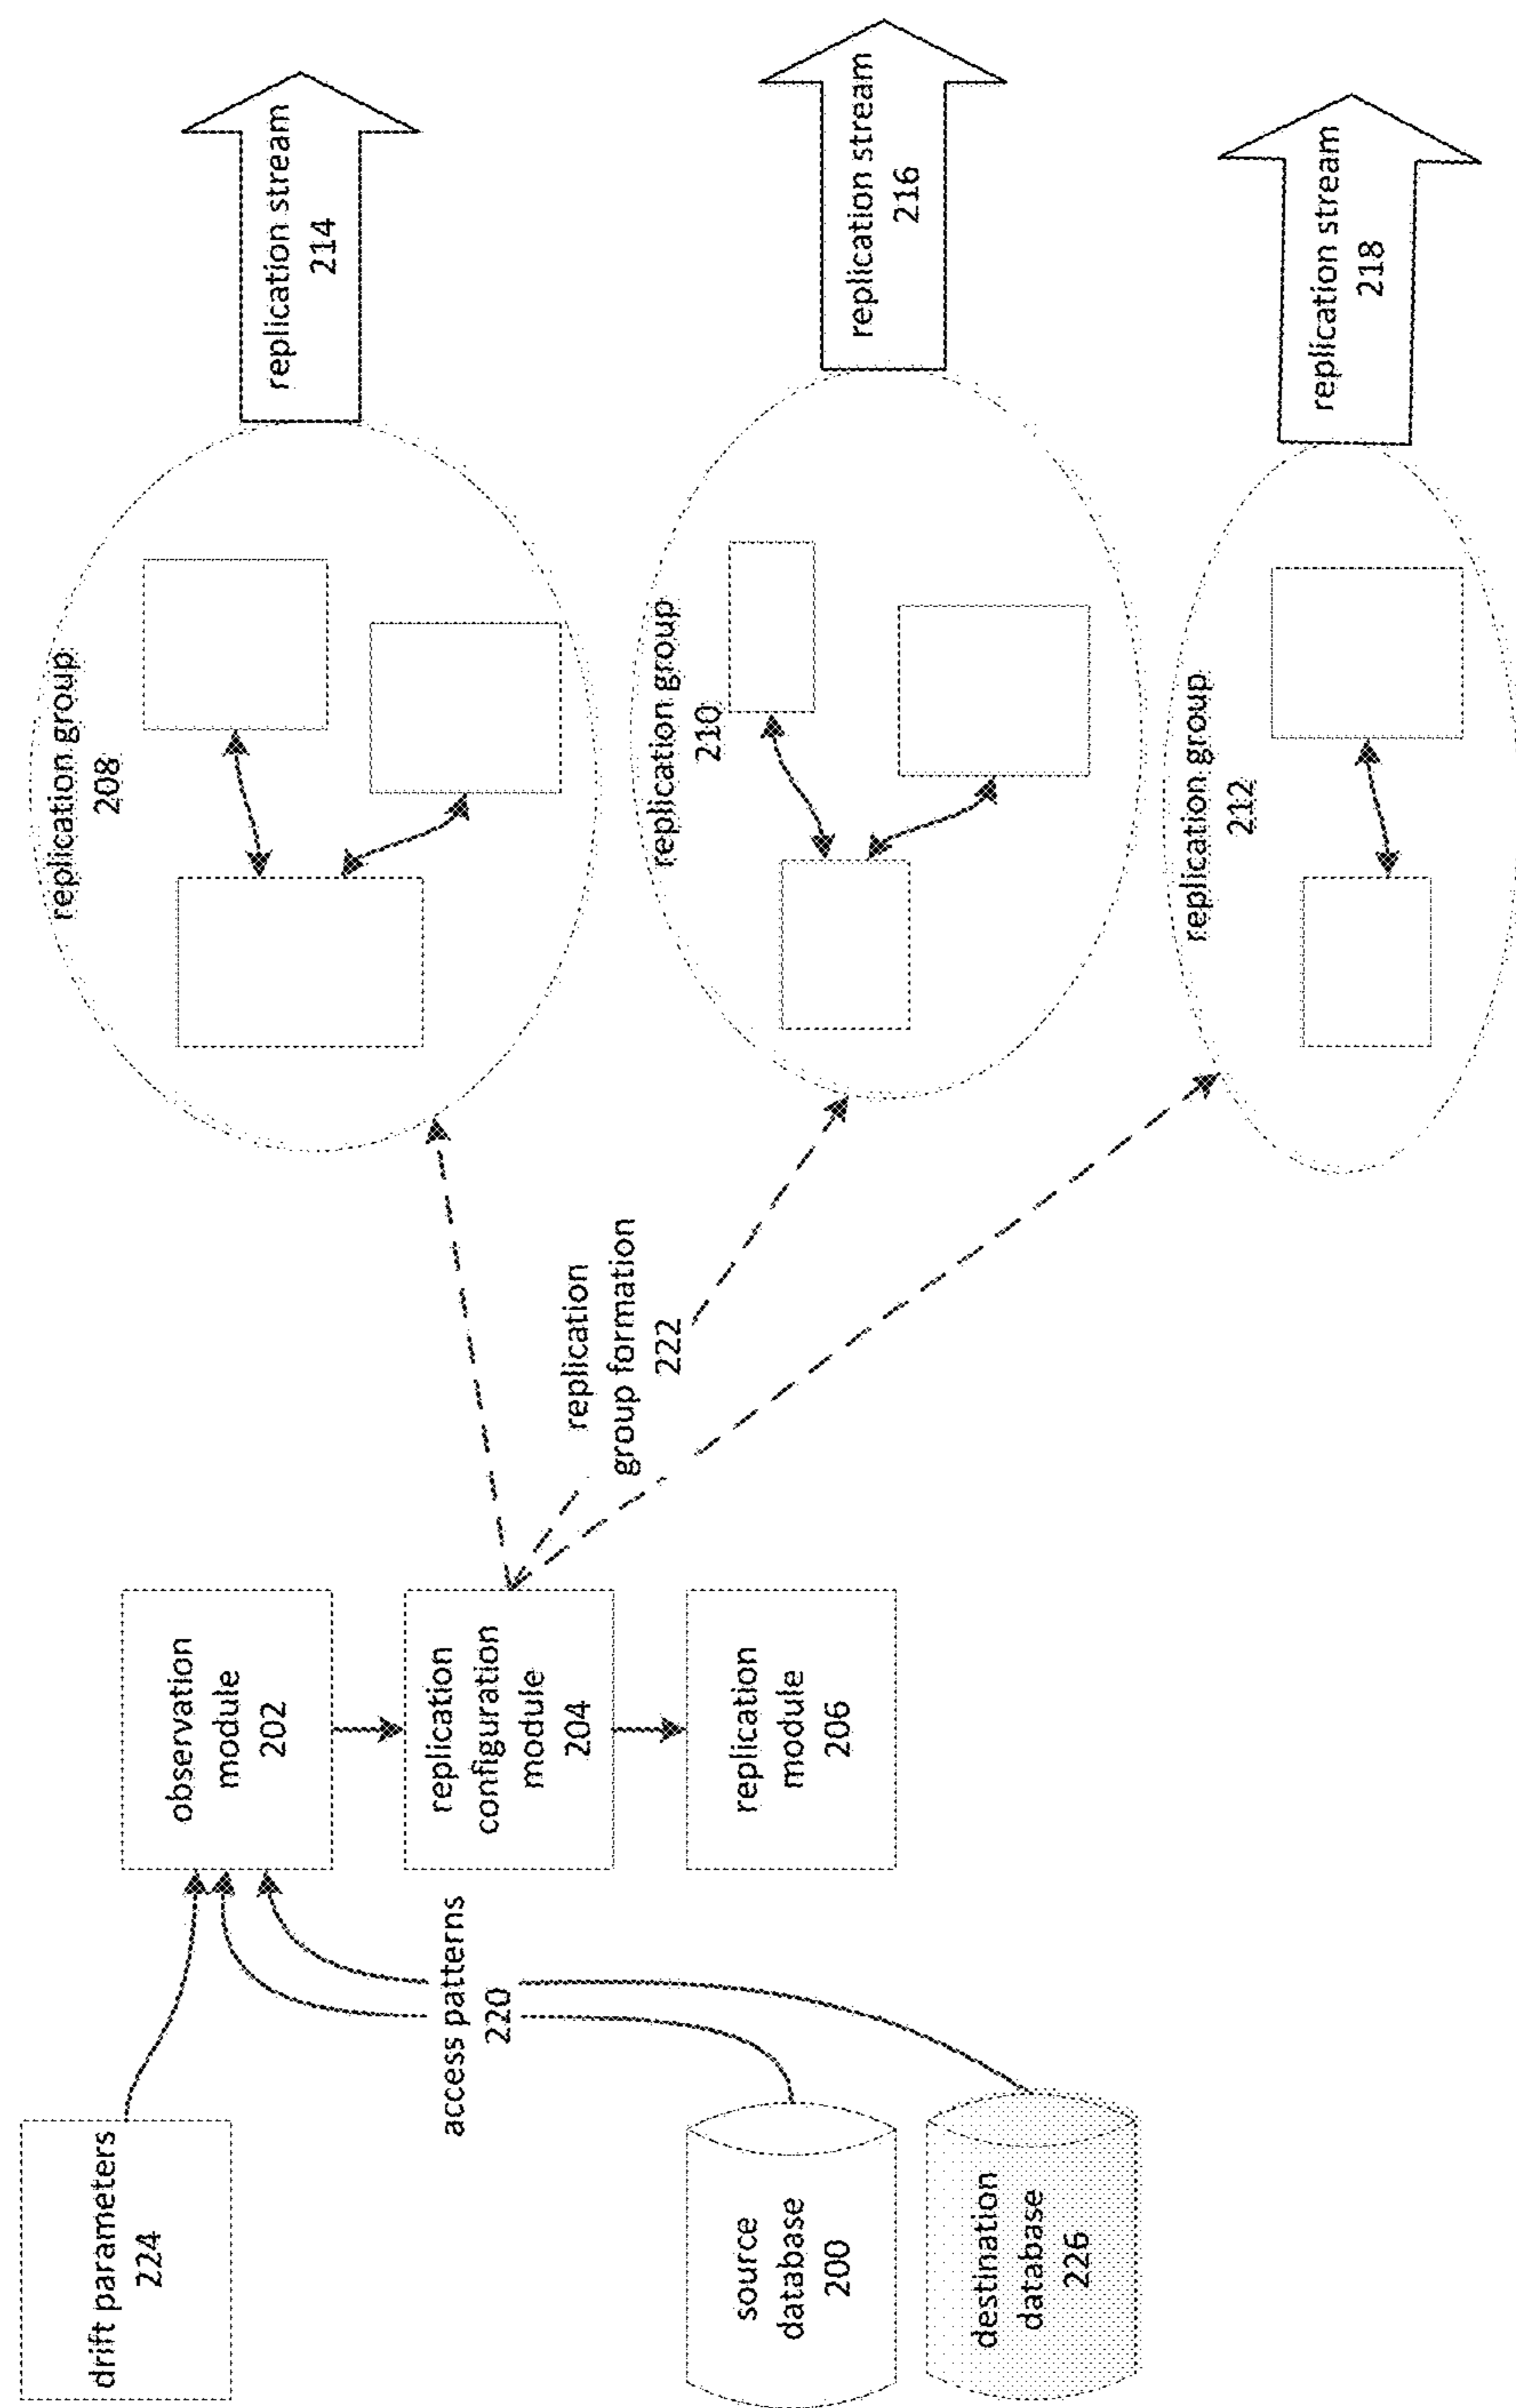 drift parameters
224
source
database
200
destination
database
226
access patterns
220
observation
module
202
replication
configuration
module
204
replication
module
206
replication
group formation
222
replication group
208
replication group
210
replication group
212
replication stream
214
replication stream
216
replication stream
218